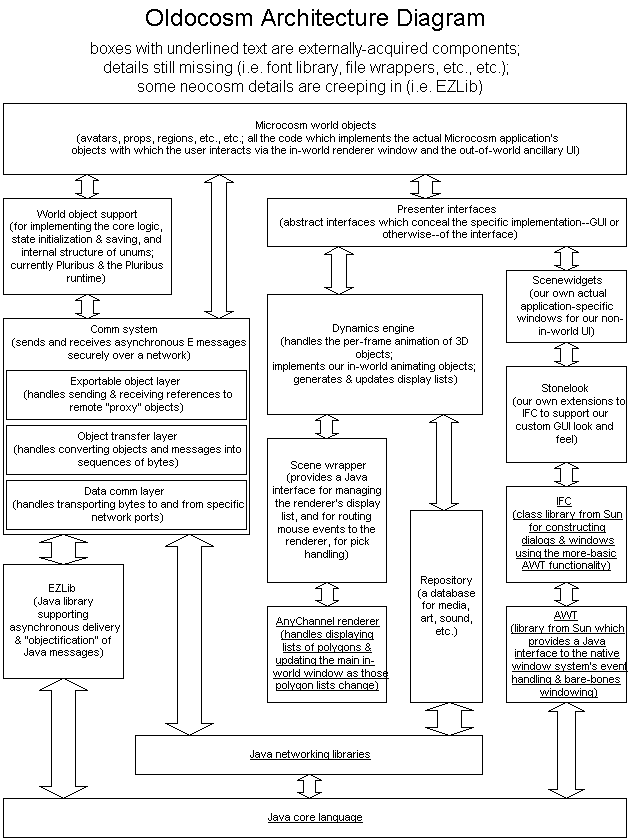 Oldocosm Architecture Diagram
boxes with underlined text are externally-acquired components;
details still missing (i.e. font library, file wrappers, etc., etc.);
some neocosm details are creeping in (i.e. EZLib)
Microcosm world objects
(avatars, props, regions, etc., etc.; all the code which implements the actual Microcosm application's
objects with which the user interacts via the in-world renderer window and the out-of-world ancillary UI)
World object support
(for implementing the core logic,
state initialization & saving, and
internal structure of unums;
currently Pluribus & the Pluribus
runtime)
Presenter interfaces
(abstract interfaces which conceal the specific implementation--GUI or
otherwise--of the interface)
Scenewidgets
(our own actual
application-specific
windows for our non-
in-world UI)
Comm system
(sends and receives asynchronous E messages
securely over a network)
Exportable object layer
(handles sending & receiving references to
remote "proxy" objects)
Object transfer layer
(handles converting objects and messages into
sequences of bytes)
Data comm layer
(handles transporting bytes to and from specific
network ports)
Dynamics engine
(handles the per-frame animation of 3D
objects;
implements our in-world animating objects;
generates & updates display lists)
Stonelook
(our own extensions to
IFC to support our
custom GUI look and
feel)
Scene wrapper
(provides a Java
interface for managing
the renderer's display
list, and for routing
mouse events to the
renderer, for pick
handling)
IFC
(class library from Sun
for constructing
dialogs & windows
using the more-basic
AWT functionality)
EZLib
(Java library
supporting
asynchronous delivery
& "objectification" of
Java messages)
Repository
(a database
for media,
art, sound,
etc.)
AnyChannel renderer
(handles displaying
lists of polygons &
updating the main in-
world window as those
polygon lists change)
AWT
(library from Sun which
provides a Java
interface to the native
window system's event
handling & bare-bones
windowing)
Java networking libraries
Java core language